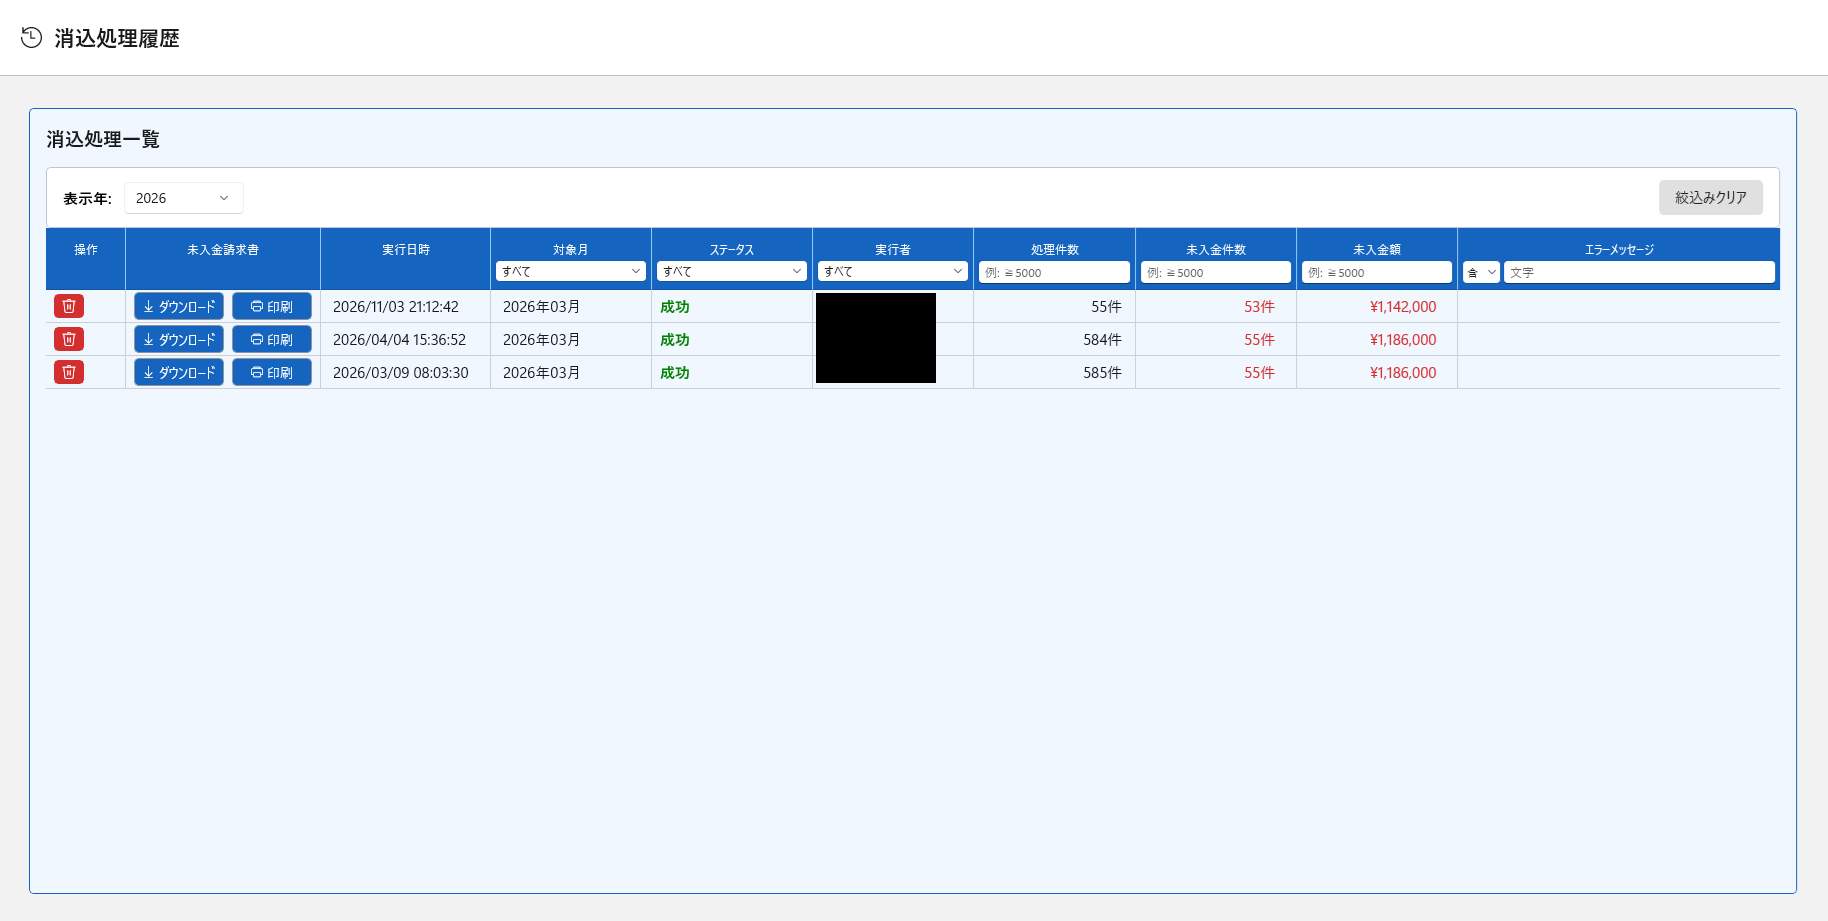 消込処理履歴
消込処理一覧
表示年: 2026 絞込みクリア
操作 未入金請求書 実行日時 対象月 ステータス 実行者 処理件数 未入金件数 未入金額 エラーメッセージ
すべて すべて すべて 例: ≧5000 例: ≧5000 例: ≧5000 含 文字
ダウンロード 印刷 2026/11/03 21:12:42 2026年03月 成功 55件 53件 ¥1,142,000
ダウンロード 印刷 2026/04/04 15:36:52 2026年03月 成功 584件 55件 ¥1,186,000
ダウンロード 印刷 2026/03/09 08:03:30 2026年03月 成功 585件 55件 ¥1,186,000